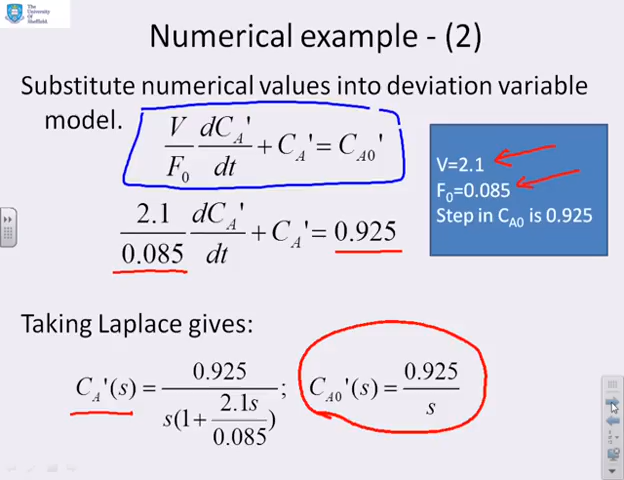 The
University
Of
Sheffield.
Numerical example - (2)
Substitute numerical values into deviation variable
model.
V/F₀ dC_A'/dt + C_A' = C_A0'
V=2.1
F₀=0.085
Step in C_A0 is 0.925
2.1/0.085 dC_A'/dt + C_A' = 0.925
Taking Laplace gives:
C_A'(s) = 0.925/(s(1+ 2.1s/0.085)) ; C_A0'(s) = 0.925/s